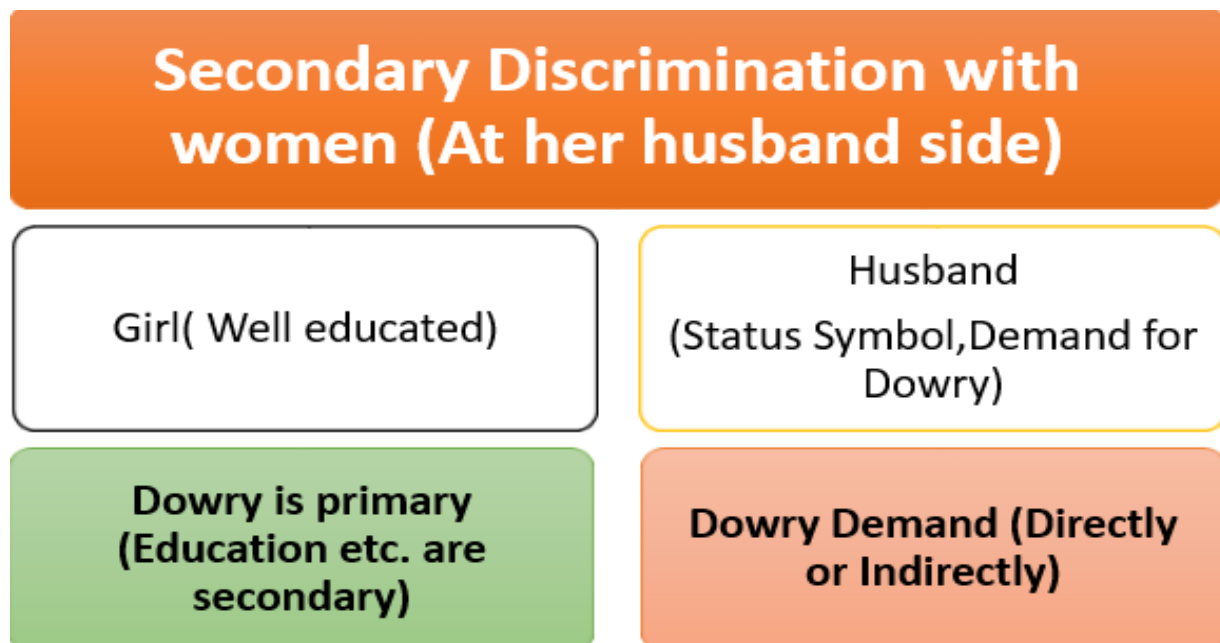 Secondary Discrimination with
women (At her husband side)
Girl( Well educated)
Husband
(Status Symbol,Demand for
Dowry)
Dowry is primary
(Education etc. are
secondary)
Dowry Demand (Directly
or Indirectly)